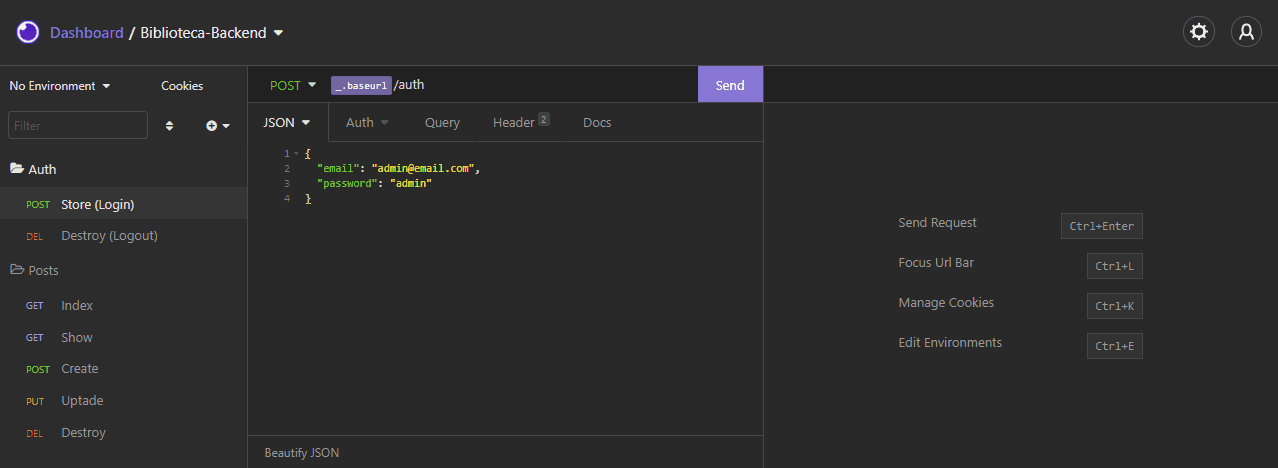 Dashboard / Biblioteca-Backend
No Environment
Cookies
Filter
Auth
POST Store (Login)
DEL Destroy (Logout)
Posts
GET Index
GET Show
POST Create
PUT Uptade
DEL Destroy
POST _.baseurl /auth Send
JSON Auth Query Header 2 Docs
1 {
2 "email": "admin@email.com",
3 "password": "admin"
4 }
Beautify JSON
Send Request Ctrl+Enter
Focus Url Bar Ctrl+L
Manage Cookies Ctrl+K
Edit Environments Ctrl+E